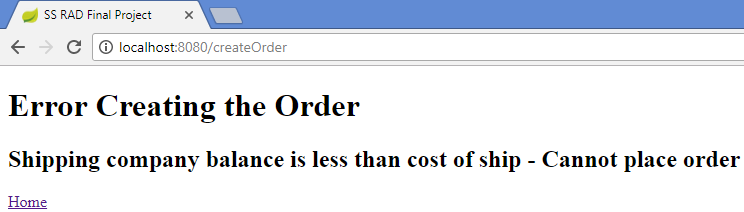 SS RAD Final Project
localhost:8080/createOrder
Error Creating the Order
Shipping company balance is less than cost of ship - Cannot place order
Home